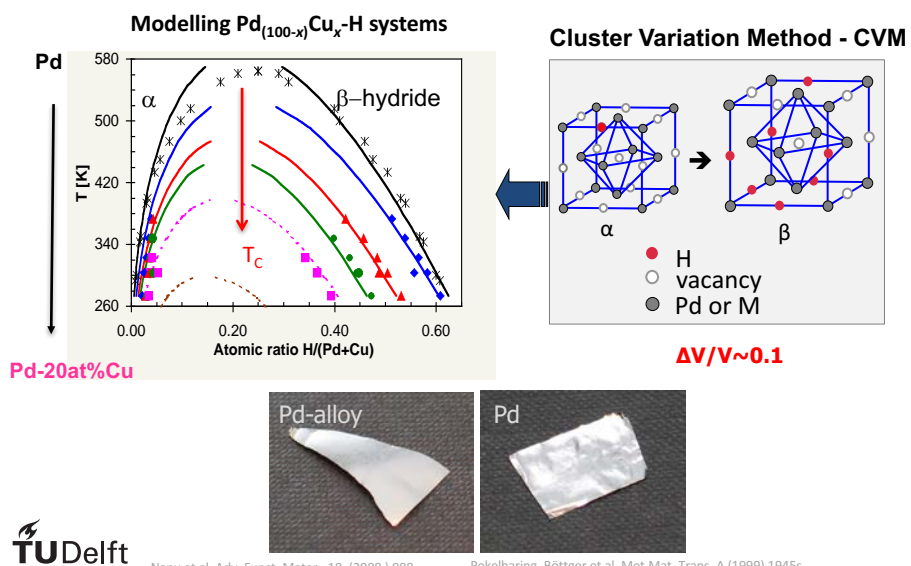 Modelling Pd(100-x)Cux-H systems
Pd
580
500
420
340
260
T [K]
α
β–hydride
TC
0.00
0.20
0.40
0.60
Atomic ratio H/(Pd+Cu)
Pd-20at%Cu
Cluster Variation Method - CVM
α
β
H
vacancy
Pd or M
ΔV/V~0.1
Pd-alloy
Pd
TUDelft